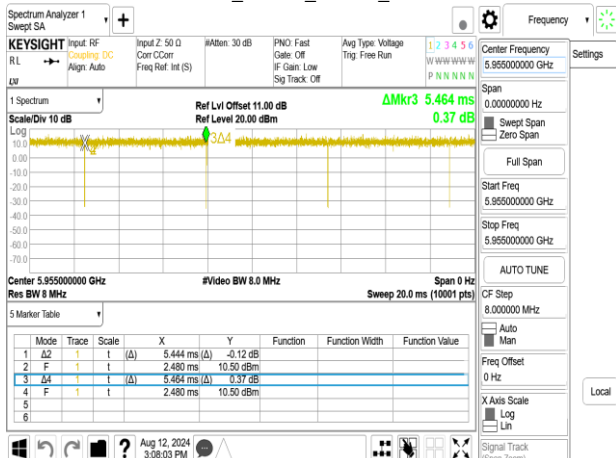 Spectrum Analyzer 1
Swept SA
Frequency
KEYSIGHT
RL
Input: RF
Coupling: DC
Align: Auto
Input Z: 50 Ω
Corr CCorr
Freq Ref: Int (S)
#Atten: 30 dB
PNO: Fast
Gate: Off
IF Gain: Low
Sig Track: Off
Avg Type: Voltage
Trig: Free Run
1 2 3 4 5 6
W W W W W W
P N N N N N
Center Frequency
5.955000000 GHz
Settings
Span
0.00000000 Hz
Swept Span
Zero Span
Full Span
Start Freq
5.955000000 GHz
Stop Freq
5.955000000 GHz
AUTO TUNE
CF Step
8.000000 MHz
Auto
Man
Freq Offset
0 Hz
X Axis Scale
Log
Lin
Local
Signal Track
(Span Zoom)
1 Spectrum
Scale/Div 10 dB
Log
Ref Lvl Offset 11.00 dB
Ref Level 20.00 dBm
ΔMkr3 5.464 ms
0.37 dB
3Δ4
10.0
0.00
-10.0
-20.0
-30.0
-40.0
-50.0
-60.0
-70.0
Center 5.955000000 GHz
Res BW 8 MHz
#Video BW 8.0 MHz
Span 0 Hz
Sweep 20.0 ms (10001 pts)
5 Marker Table
Mode Trace Scale X Y Function Function Width Function Value
1 Δ2 1 t (Δ) 5.444 ms (Δ) -0.12 dB
2 F 1 t 2.480 ms 10.50 dBm
3 Δ4 1 t (Δ) 5.464 ms (Δ) 0.37 dB
4 F 1 t 2.480 ms 10.50 dBm
5
6
Aug 12, 2024
3:08:03 PM